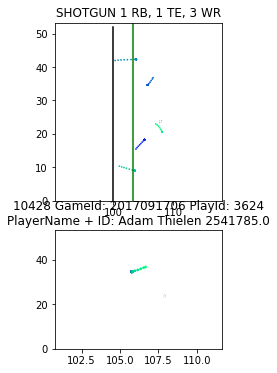 SHOTGUN 1 RB, 1 TE, 3 WR
50
40
30
20
10
0
100
110
10428 GameId: 2017091706 PlayId: 3624
PlayerName + ID: Adam Thielen 2541785.0
40
20
0
102.5 105.0 107.5 110.0